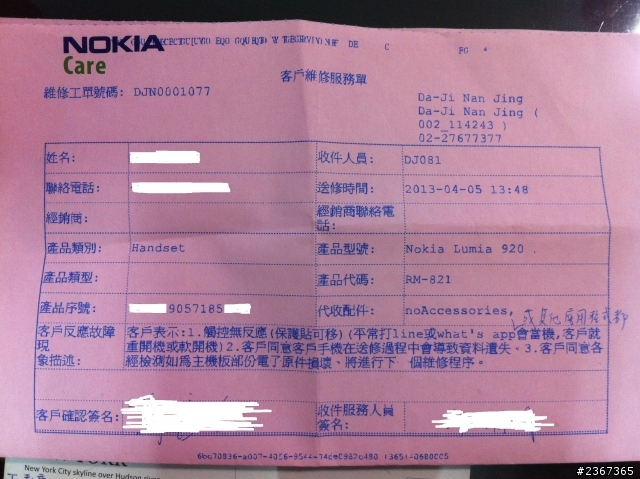 NOKIA
Care
客戶維修服務單
維修工單號碼: DJN0001077
Da-Ji Nan Jing
Da-Ji Nan Jing (
002_114243 )
02-27677377
姓名:
收件人員: DJ081
聯絡電話:
送修時間: 2013-04-05 13:48
經銷商:
經銷商聯絡電
話:
產品類別: Handset
產品型號: Nokia Lumia 920
產品類型:
產品代碼: RM-821
產品序號: 9057185
代收配件: noAccessories,
客戶反應故障
現
象描述:
客戶表示:1.觸控無反應(保護貼可移)(平常打line或what's app會當機,客戶就
重開機或軟開機)2.客戶同意客戶手機在送修過程中會導致資料遺失.3.客戶同意各
經檢測如為主機板部份電了原件損壞.將進行下 個維修程序.
客戶確認簽名:
收件服務人員
簽名:
New York City skyline over Hudson river
#2367365